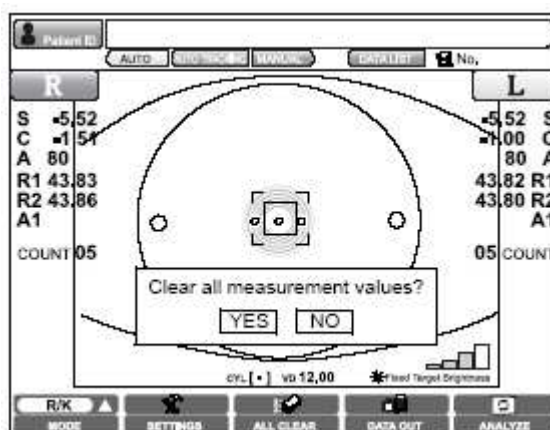 Patient ID
AUTO AUTO TRACKING MANUAL DATA LIST No,
R L
S -5,52 -5,52 S
C -1,51 -1,00 C
A 80 80 A
R1 43.83 43.82 R1
R2 43.86 43.80 R2
A1 A1
COUNT 05 05 COUNT
Clear all measurement values?
YES NO
CYL [ - ] VD 12,00 Fixed Target Brightness
R/K
MODE SETTINGS ALL CLEAR DATA OUT ANALYZE